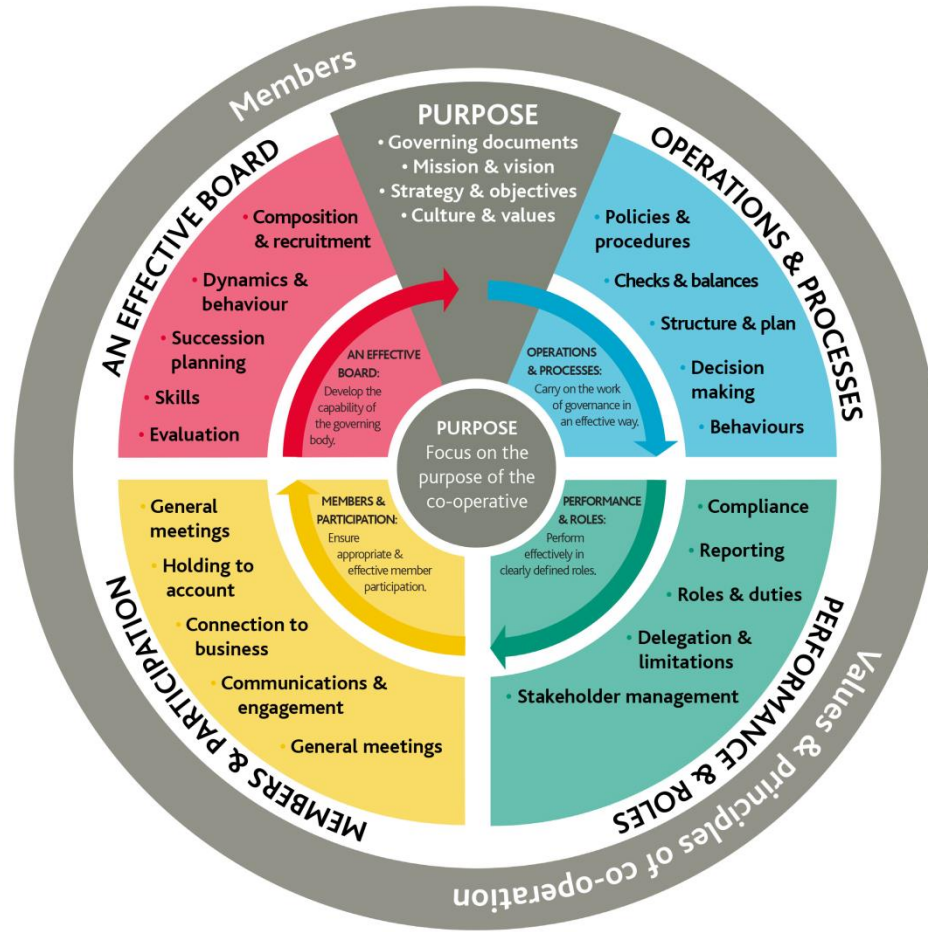 Members
PURPOSE
• Governing documents
• Mission & vision
• Strategy & objectives
• Culture & values
AN EFFECTIVE BOARD
• Composition
& recruitment
• Dynamics &
behaviour
• Succession
planning
• Skills
• Evaluation
AN EFFECTIVE
BOARD:
Develop the
capability of
the governing
body.
OPERATIONS & PROCESSES
• Policies &
procedures
• Checks & balances
• Structure & plan
• Decision
making
• Behaviours
OPERATIONS
& PROCESSES:
Carry on the work
of governance in
an effective way.
PURPOSE
Focus on the
purpose of the
co-operative
MEMBERS & PARTICIPATION
• General
meetings
• Holding to
account
• Connection to
business
• Communications &
engagement
• General meetings
MEMBERS &
PARTICIPATION:
Ensure
appropriate &
effective member
participation.
PERFORMANCE & ROLES
• Compliance
• Reporting
• Roles & duties
• Delegation &
limitations
• Stakeholder management
PERFORMANCE
& ROLES:
Perform
effectively in
clearly defined roles.
Values & principles of co-operation